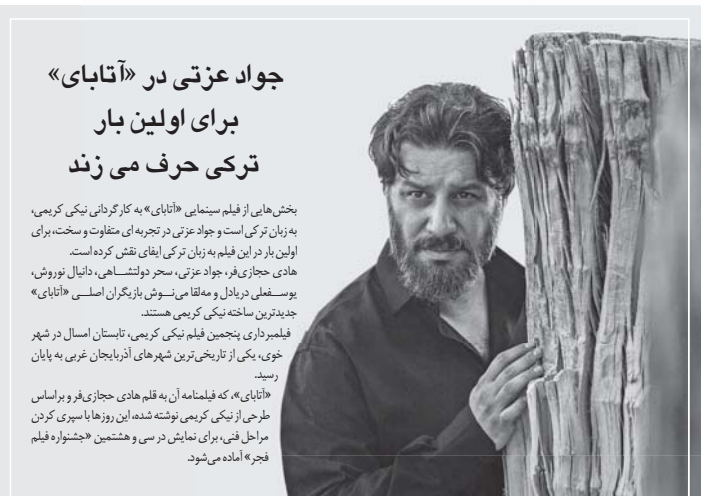 جواد عزتی در «آتابای»
برای اولین بار
ترکی حرف می زند
بخش‌هایی از فیلم سینمایی «آتابای» به کارگردانی نیکی کریمی،
به زبان ترکی است و جواد عزتی در تجربه ای متفاوت و سخت، برای
اولین بار در این فیلم به زبان ترکی ایفای نقش کرده است.
هادی حجازی‌فر، جواد عزتی، سحر دولتشـــاهی، دانیال نوروش،
یوســفعلی دریادل و مه‌لقا می‌نــوش بازیگران اصلــی «آتابای»
جدیدترین ساخته نیکی کریمی هستند.
فیلمبرداری پنجمین فیلم نیکی کریمی، تابستان امسال در شهر
خوی، یکی از تاریخی‌ترین شهرهای آذربایجان غربی به پایان
رسید.
«آتابای»، که فیلمنامه آن به قلم هادی حجازی‌فر و براساس
طرحی از نیکی کریمی نوشته شده، این روزها با سپری کردن
مراحل فنی، برای نمایش در سی و هشتمین «جشنواره فیلم
فجر» آماده می‌شود.